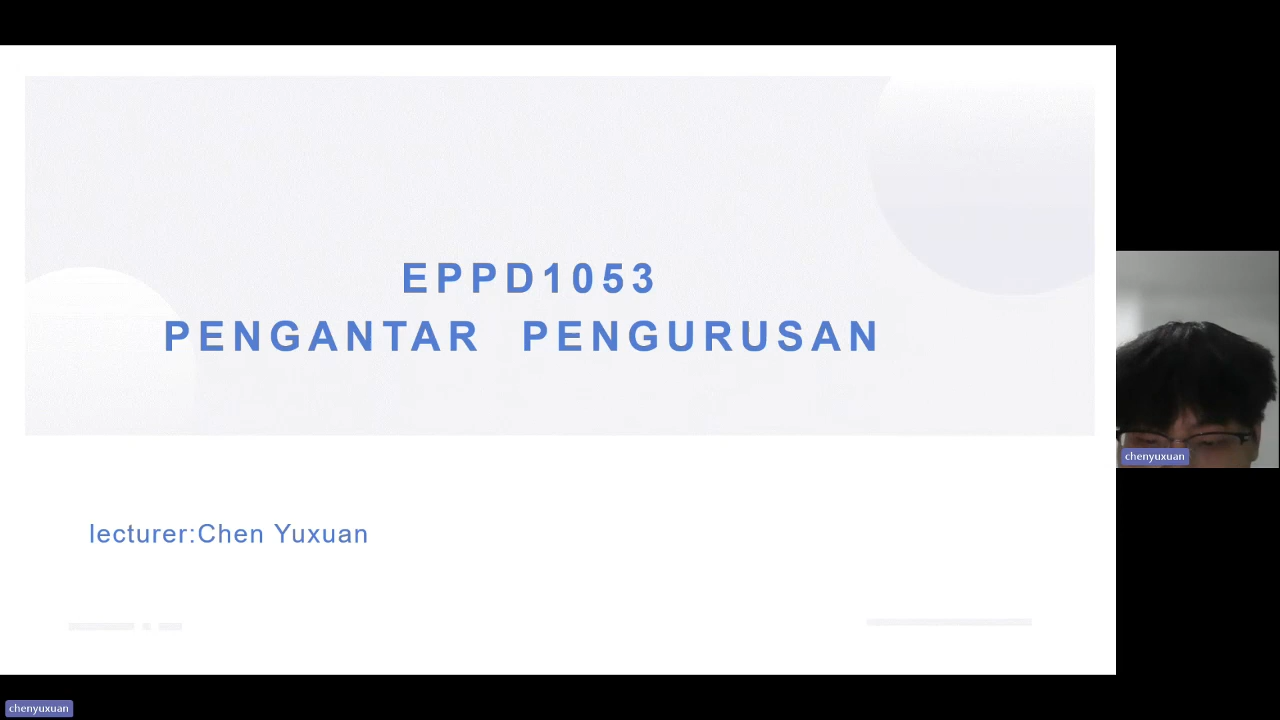 EPPD1053
PENGANTAR PENGURUSAN
lecturer:Chen Yuxuan
chenyuxuan
chenyuxuan